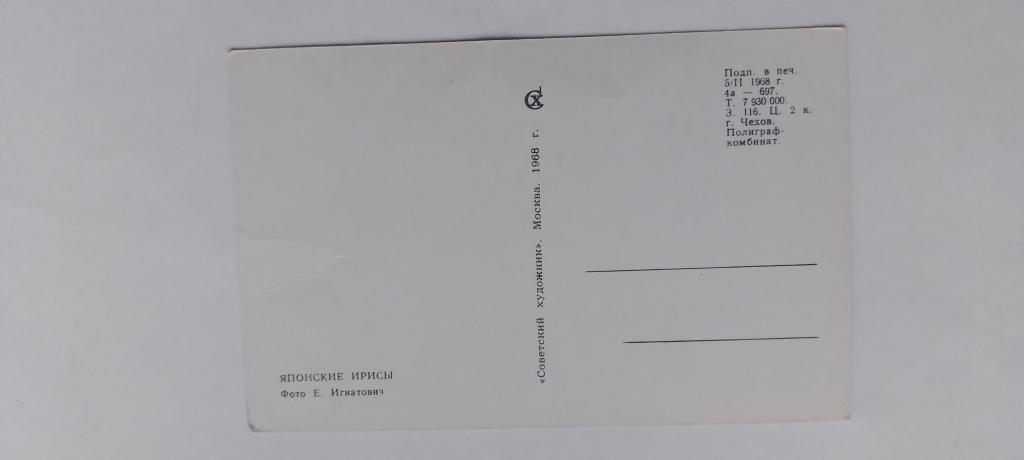 ЯПОНСКИЕ ИРИСЫ
Фото Е. Игнатович
«Советский художник». Москва. 1968 г.
СХ
Подп. в печ.
5/II 1968 г.
4а — 697.
Т. 7 930 000.
З. 116. Ц. 2 к.
г. Чехов.
Полиграф-
комбинат.